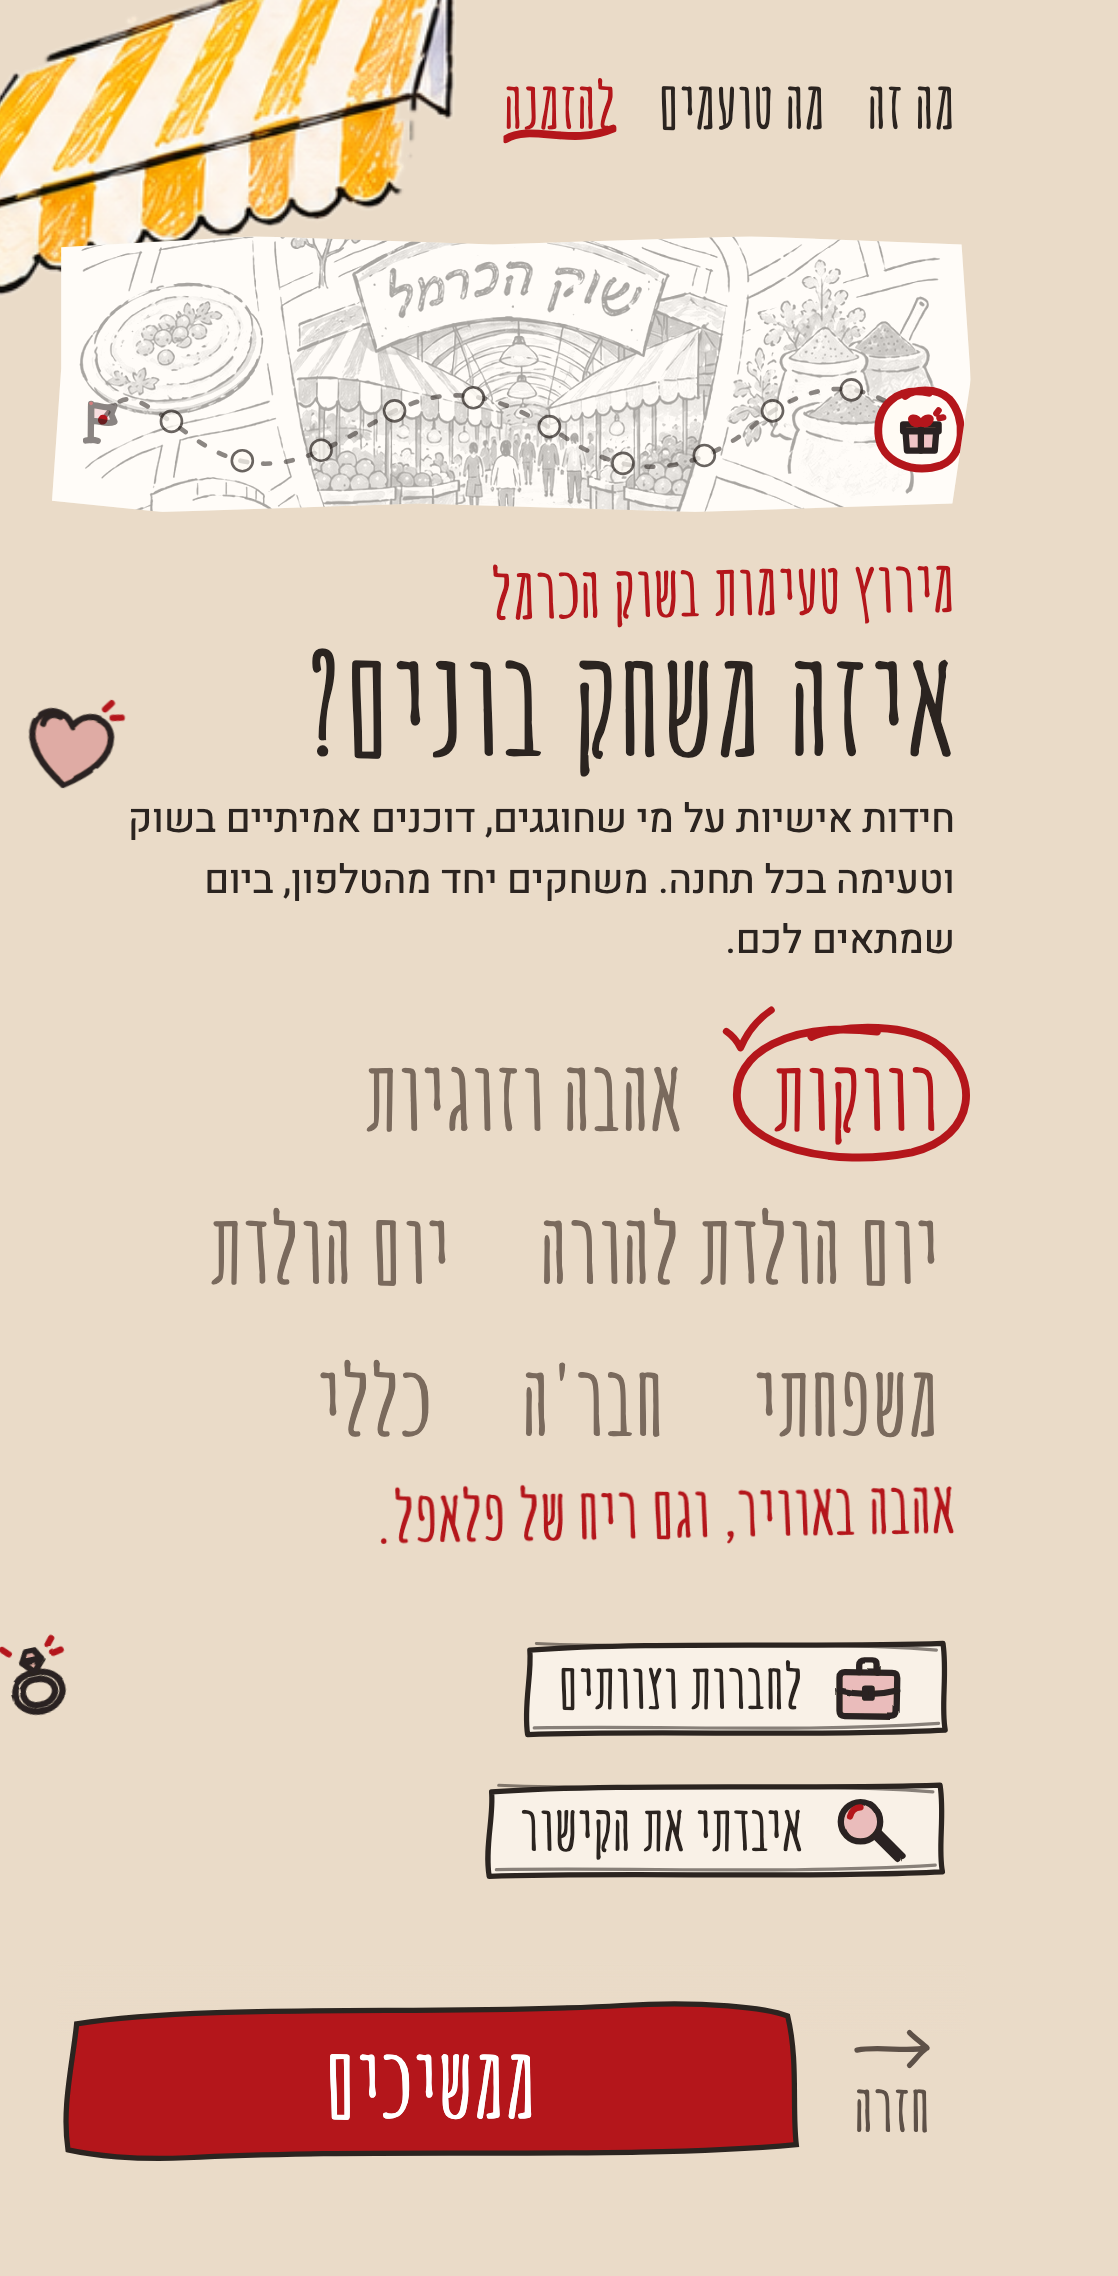 מה זה מה טועמים להזמנה
שוק הכרמל
מירוץ טעימות בשוק הכרמל
איזה משחק בונים?
חידות אישיות על מי שחוגגים, דוכנים אמיתיים בשוק
וטעימה בכל תחנה. משחקים יחד מהטלפון, ביום
שמתאים לכם.
רווקות אהבה וזוגיות
יום הולדת להורה יום הולדת
משפחתי חבר'ה כללי
אהבה באוויר, וגם ריח של פלאפל.
לחברות וצוותים
איבדתי את הקישור
חזרה ממשיכים